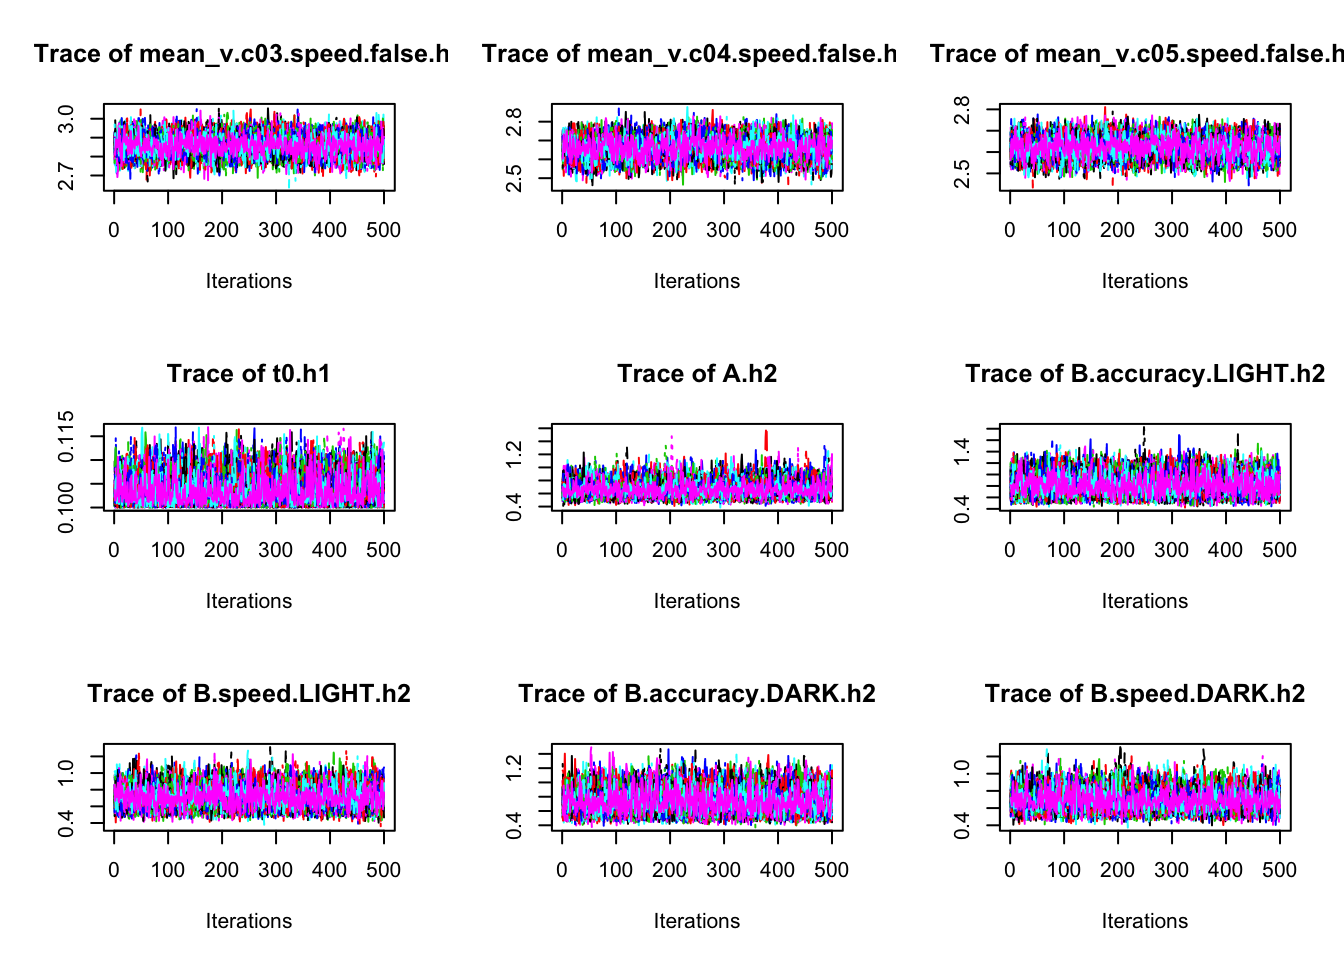 Trace of mean_v.c03.speed.false.h
Trace of mean_v.c04.speed.false.h
Trace of mean_v.c05.speed.false.h
3.0
2.7
0 100 200 300 400 500
Iterations
2.8
2.5
0 100 200 300 400 500
Iterations
2.8
2.5
0 100 200 300 400 500
Iterations
Trace of t0.h1
Trace of A.h2
Trace of B.accuracy.LIGHT.h2
0.115
0.100
0 100 200 300 400 500
Iterations
1.2
0.4
0 100 200 300 400 500
Iterations
1.4
0.4
0 100 200 300 400 500
Iterations
Trace of B.speed.LIGHT.h2
Trace of B.accuracy.DARK.h2
Trace of B.speed.DARK.h2
1.0
0.4
0 100 200 300 400 500
Iterations
1.2
0.4
0 100 200 300 400 500
Iterations
1.0
0.4
0 100 200 300 400 500
Iterations